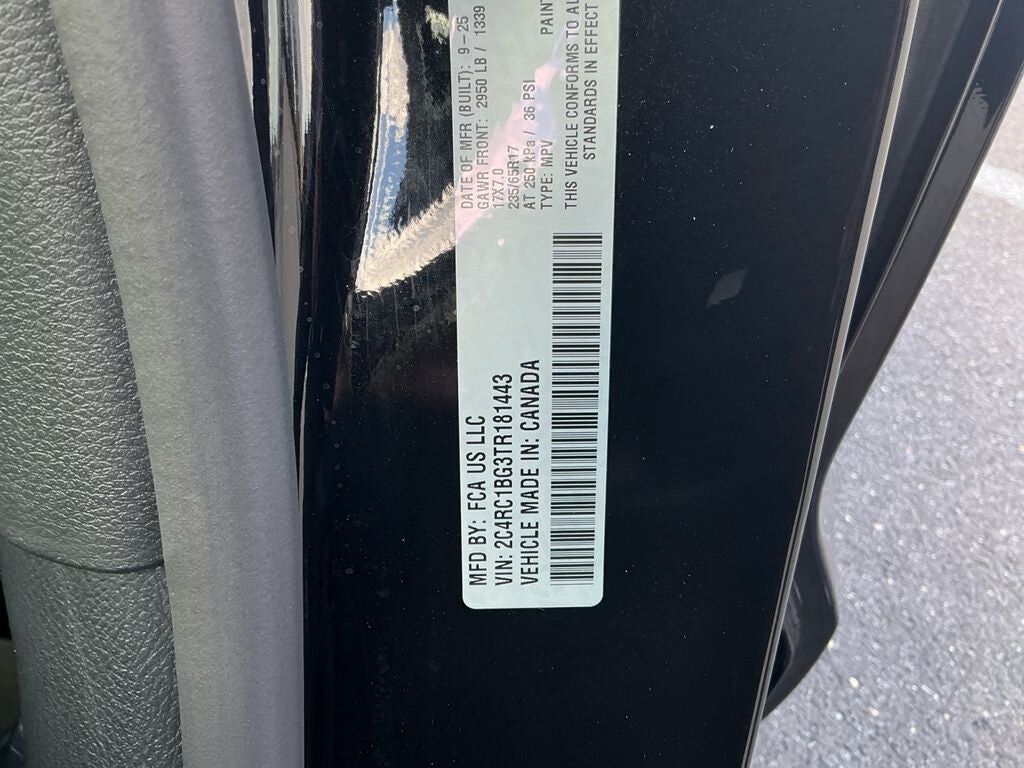 MFD BY: FCA US LLC
VIN: 2C4RC1BG3TR181443
VEHICLE MADE IN: CANADA
DATE OF MFR (BUILT): 9-25
GAWR FRONT: 2950 LB / 1339
17X7.0
235/65R17
AT 250 kPa / 36 PSI
TYPE: MPV PAINT
THIS VEHICLE CONFORMS TO
STANDARDS IN EFFECT